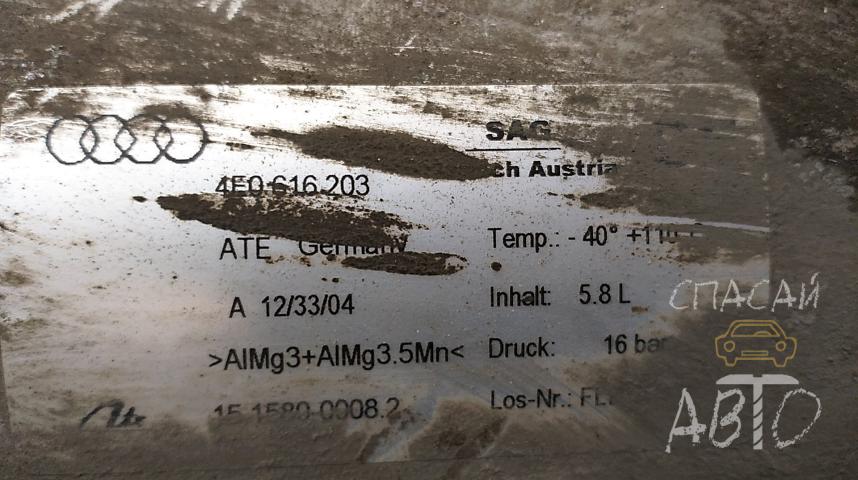 SAG
ch Austria
4E0 616 203
ATE Germany
Temp.: - 40° +110
A 12/33/04
Inhalt: 5.8 L
>AlMg3+AlMg3.5Mn<
Druck: 16 bar
15.1580-0008.2
Los-Nr.:
СПАСАЙ
АВТО